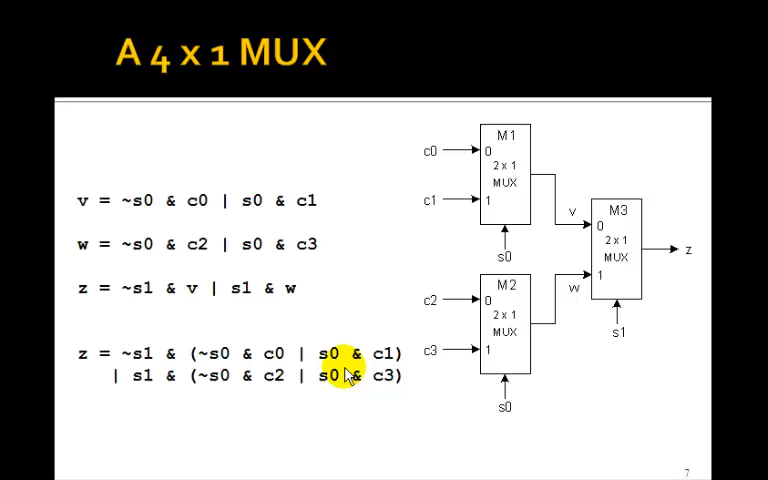 A 4 x 1 MUX
v = ~s0 & c0 | s0 & c1
w = ~s0 & c2 | s0 & c3
z = ~s1 & v | s1 & w
z = ~s1 & (~s0 & c0 | s0 & c1)
| s1 & (~s0 & c2 | s0 & c3)
M1
c0
0
2 x 1
MUX
c1
1
s0
v
M3
0
2 x 1
MUX
z
1
w
s1
M2
c2
0
2 x 1
MUX
c3
1
s0
7